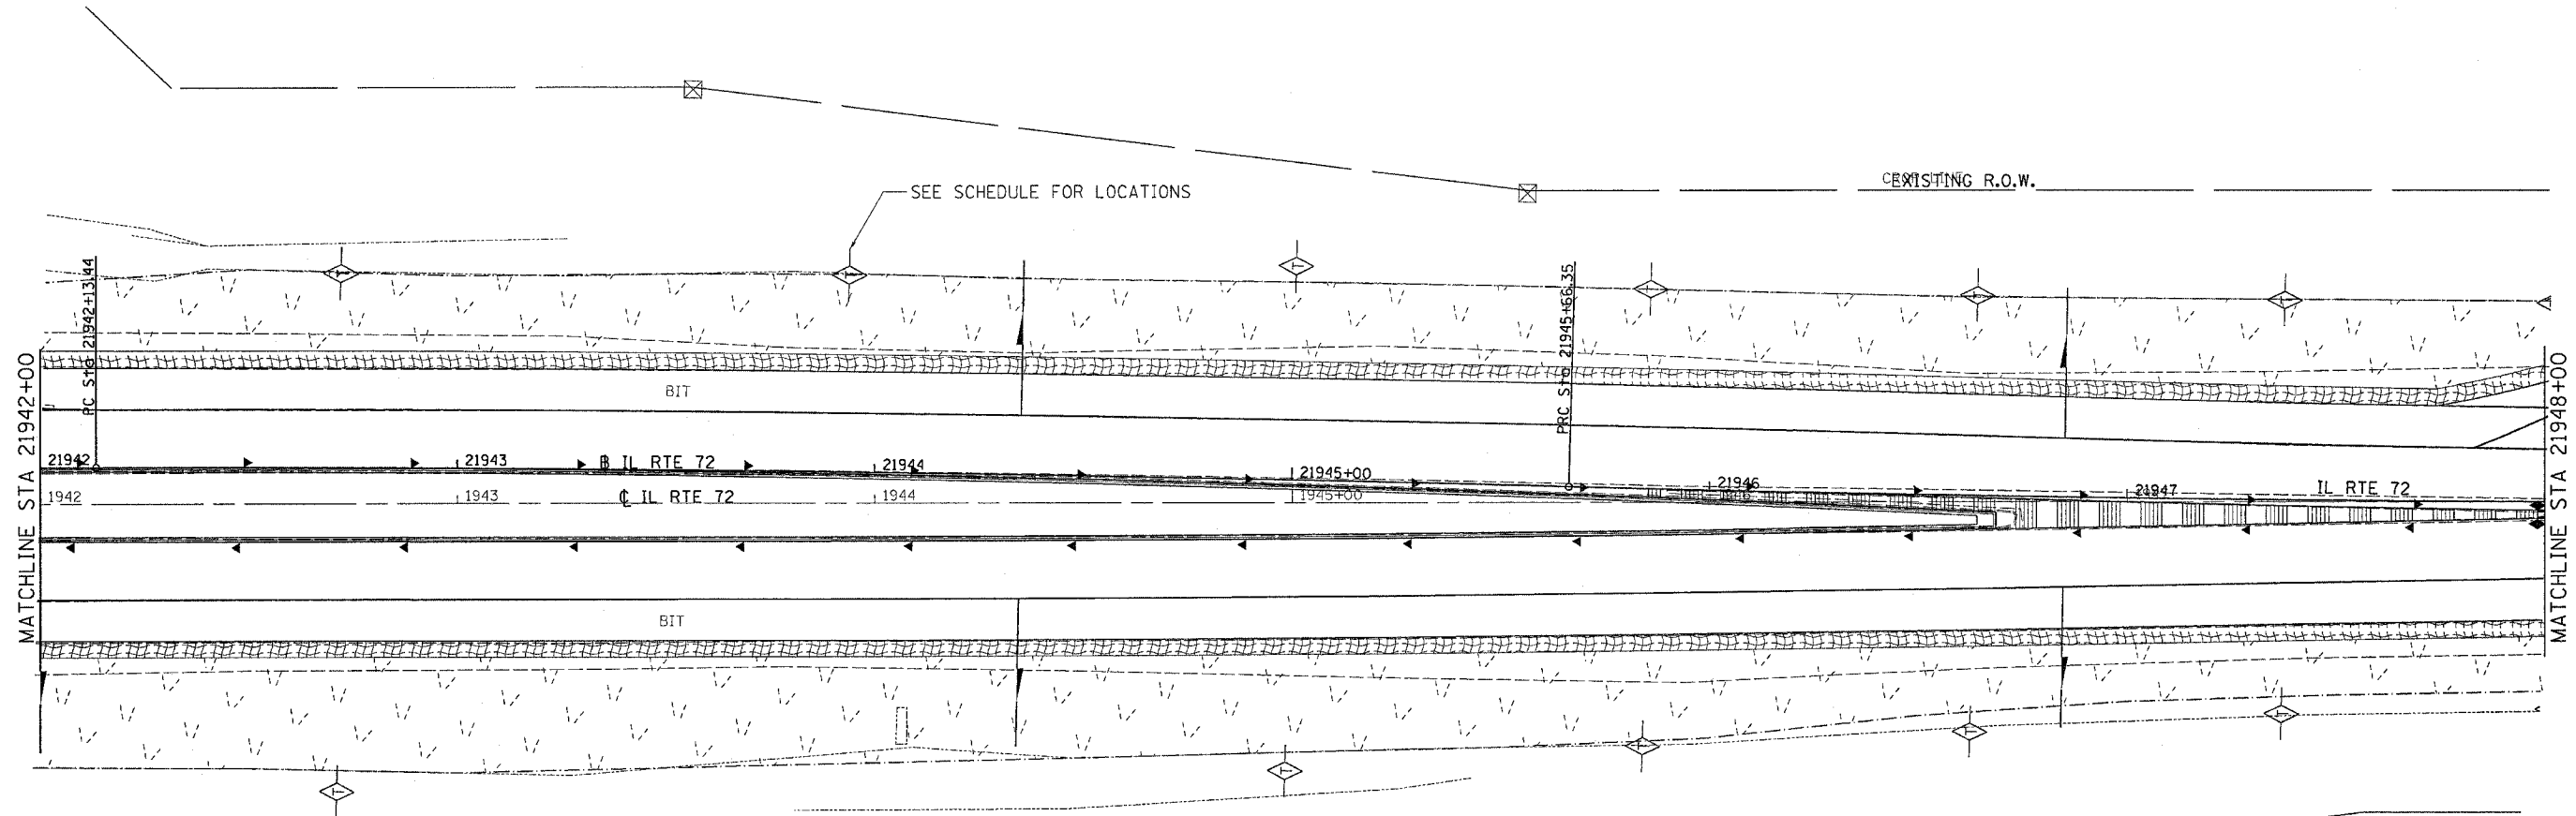 SEE SCHEDULE FOR LOCATIONS
EXISTING R.O.W.
PC Sta 21942+13.44
PRC Sta 21945+66.35
MATCHLINE STA 21942+00
MATCHLINE STA 21948+00
BIT
21942
21943
B IL RTE 72
21944
21945+00
21946
21947
IL RTE 72
1942
1943
℄ IL RTE 72
1944
1945+00
BIT
T
T
T
T
T
T
T
T
T
T
T